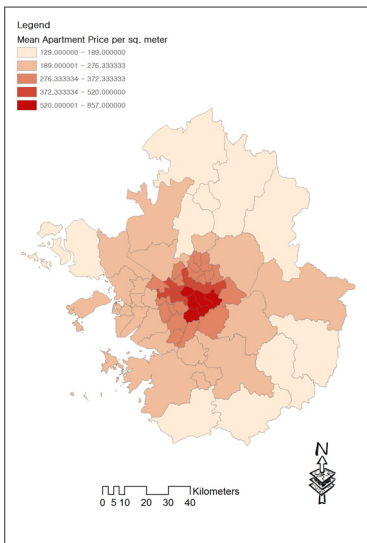 Legend
Mean Apartment Price per sq. meter
129.000000 - 189.000000
189.000001 - 276.333333
276.333334 - 372.333333
372.333334 - 520.000000
520.000001 - 857.000000
N
Kilometers
0 5 10 20 30 40